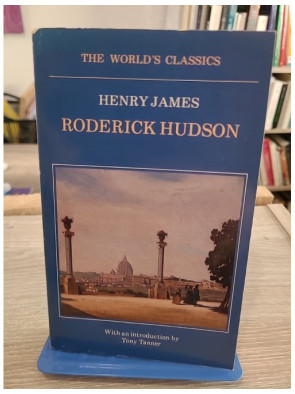 THE WORLD'S CLASSICS
HENRY JAMES
RODERICK HUDSON
With an introduction by
Tony Tanner